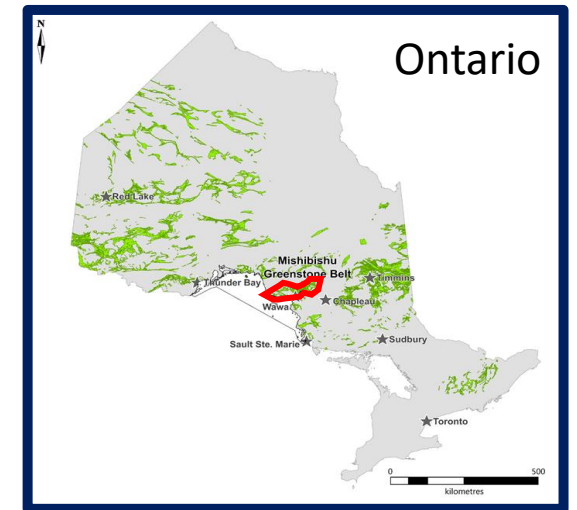 N
Ontario
Red Lake
Mishibishu
Greenstone Belt
Thunder Bay
Timmins
Wawa
Chapleau
Sault Ste. Marie
Sudbury
Toronto
0 500
kilometres